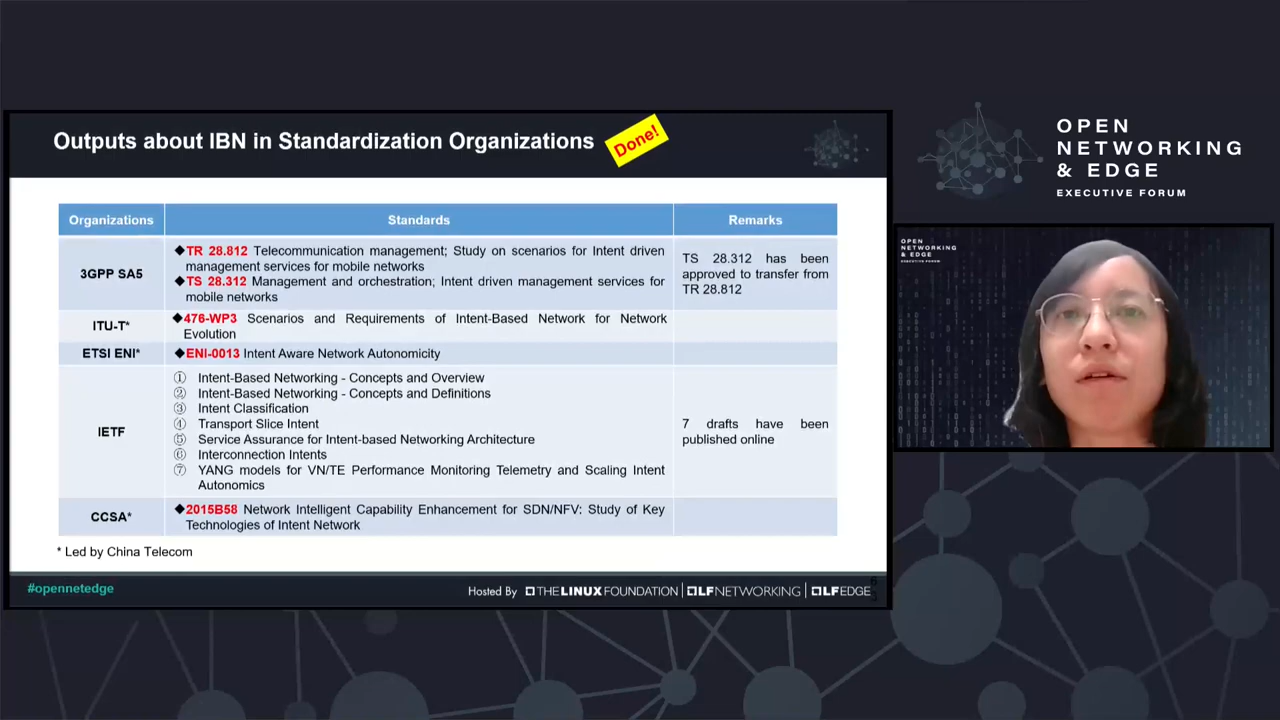 Outputs about IBN in Standardization Organizations
Done!
Organizations
Standards
Remarks
3GPP SA5
◆TR 28.812 Telecommunication management; Study on scenarios for Intent driven
management services for mobile networks
◆TS 28.312 Management and orchestration; Intent driven management services for
mobile networks
TS 28.312 has been
approved to transfer from
TR 28.812
ITU-T*
◆476-WP3 Scenarios and Requirements of Intent-Based Network for Network
Evolution
ETSI ENI*
◆ENI-0013 Intent Aware Network Autonomicity
IETF
① Intent-Based Networking - Concepts and Overview
② Intent-Based Networking - Concepts and Definitions
③ Intent Classification
④ Transport Slice Intent
⑤ Service Assurance for Intent-based Networking Architecture
⑥ Interconnection Intents
⑦ YANG models for VN/TE Performance Monitoring Telemetry and Scaling Intent
Autonomics
7 drafts have been
published online
CCSA*
◆2015B58 Network Intelligent Capability Enhancement for SDN/NFV: Study of Key
Technologies of Intent Network
* Led by China Telecom
#opennetedge
Hosted By THE LINUX FOUNDATION | LF NETWORKING | LF EDGE
OPEN
NETWORKING
& EDGE
EXECUTIVE FORUM
OPEN
NETWORKING
& EDGE
EXECUTIVE FORUM